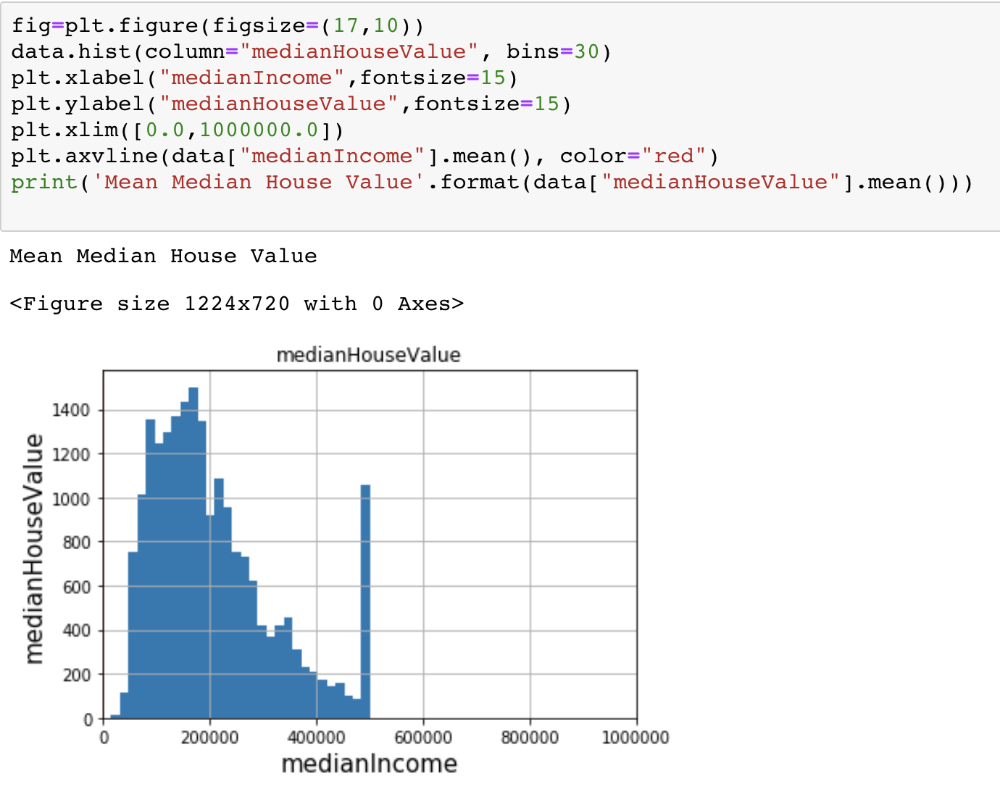 fig=plt.figure(figsize=(17,10))
data.hist(column="medianHouseValue", bins=30)
plt.xlabel("medianIncome",fontsize=15)
plt.ylabel("medianHouseValue",fontsize=15)
plt.xlim([0.0,1000000.0])
plt.axvline(data["medianIncome"].mean(), color="red")
print('Mean Median House Value'.format(data["medianHouseValue"].mean()))
Mean Median House Value
<Figure size 1224x720 with 0 Axes>
medianHouseValue
medianHouseValue
1400
1200
1000
800
600
400
200
0
0 200000 400000 600000 800000 1000000
medianIncome